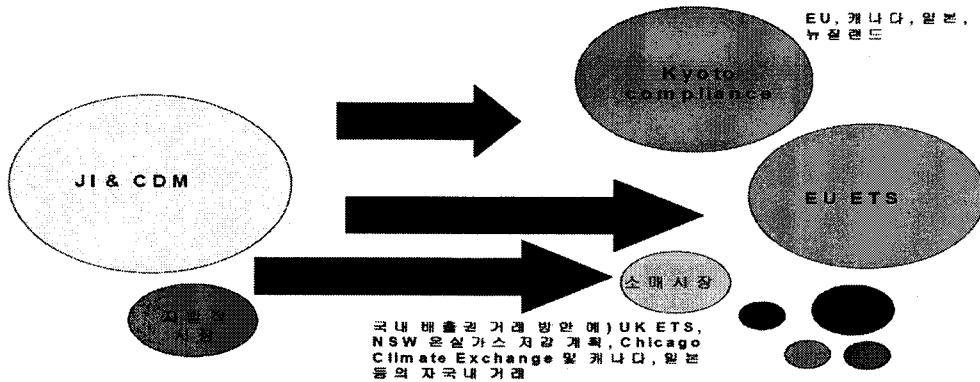 EU, 캐나다, 일본,
뉴질랜드
Kyoto
compliance
JI & CDM
EU ETS
소매시장
시장
국내 배출권 거래 방안 예) UK ETS,
NSW 온실가스 저감 계획, Chicago
Climate Exchange 및 캐나다, 일본
등의 자국내 거래